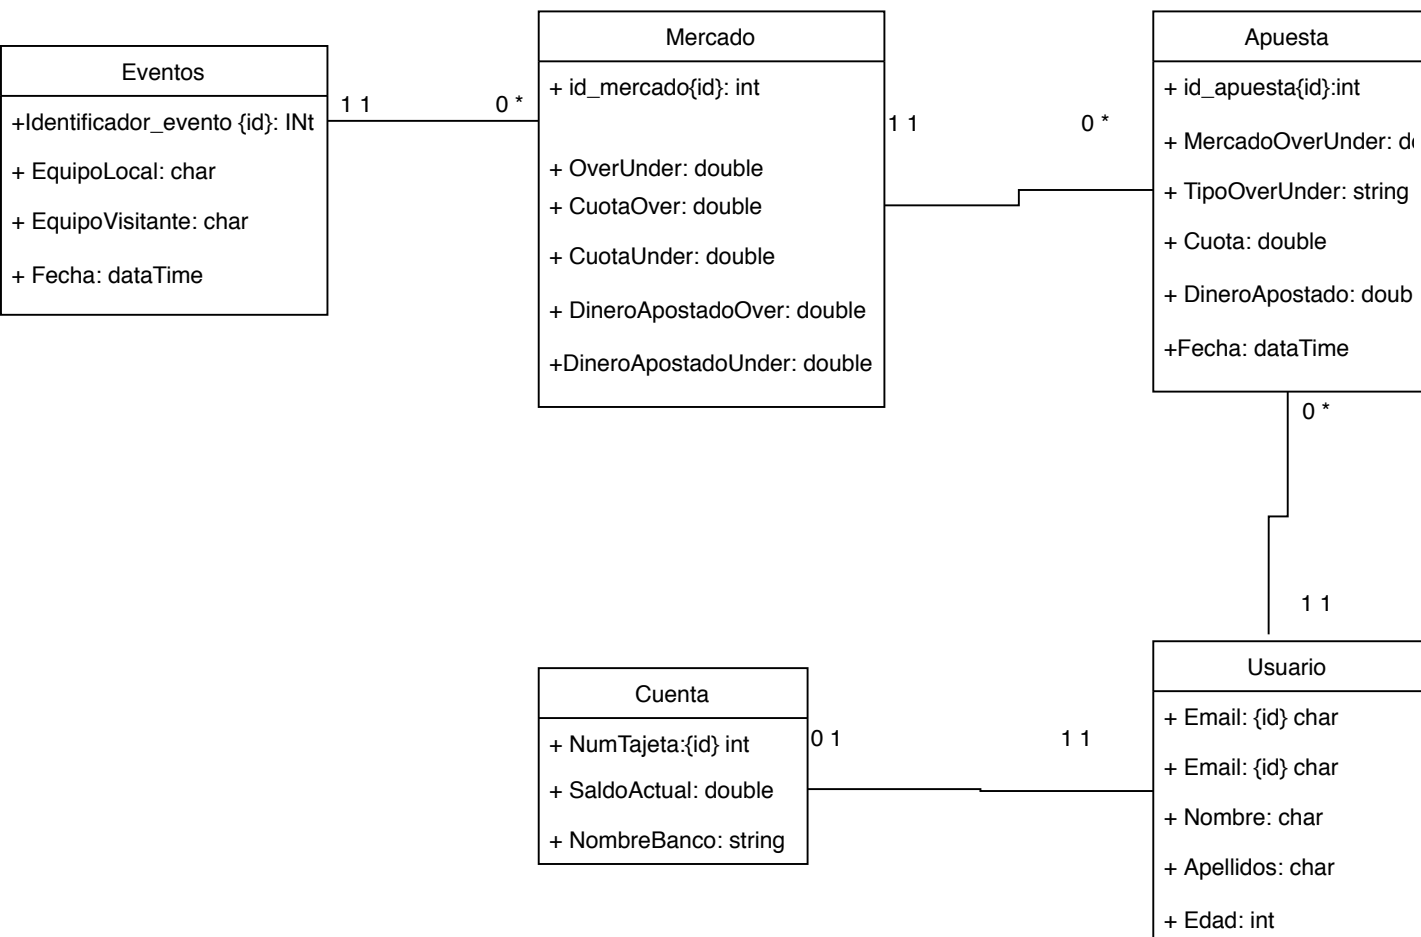 Eventos
+Identificador_evento {id}: INt
+ EquipoLocal: char
+ EquipoVisitante: char
+ Fecha: dataTime
1 1
0 *
Mercado
+ id_mercado{id}: int
+ OverUnder: double
+ CuotaOver: double
+ CuotaUnder: double
+ DineroApostadoOver: double
+DineroApostadoUnder: double
1 1
0 *
Apuesta
+ id_apuesta{id}:int
+ MercadoOverUnder:
+ TipoOverUnder: string
+ Cuota: double
+ DineroApostado: doub
+Fecha: dataTime
0 *
1 1
Cuenta
+ NumTajeta:{id} int
+ SaldoActual: double
+ NombreBanco: string
0 1
1 1
Usuario
+ Email: {id} char
+ Email: {id} char
+ Nombre: char
+ Apellidos: char
+ Edad: int